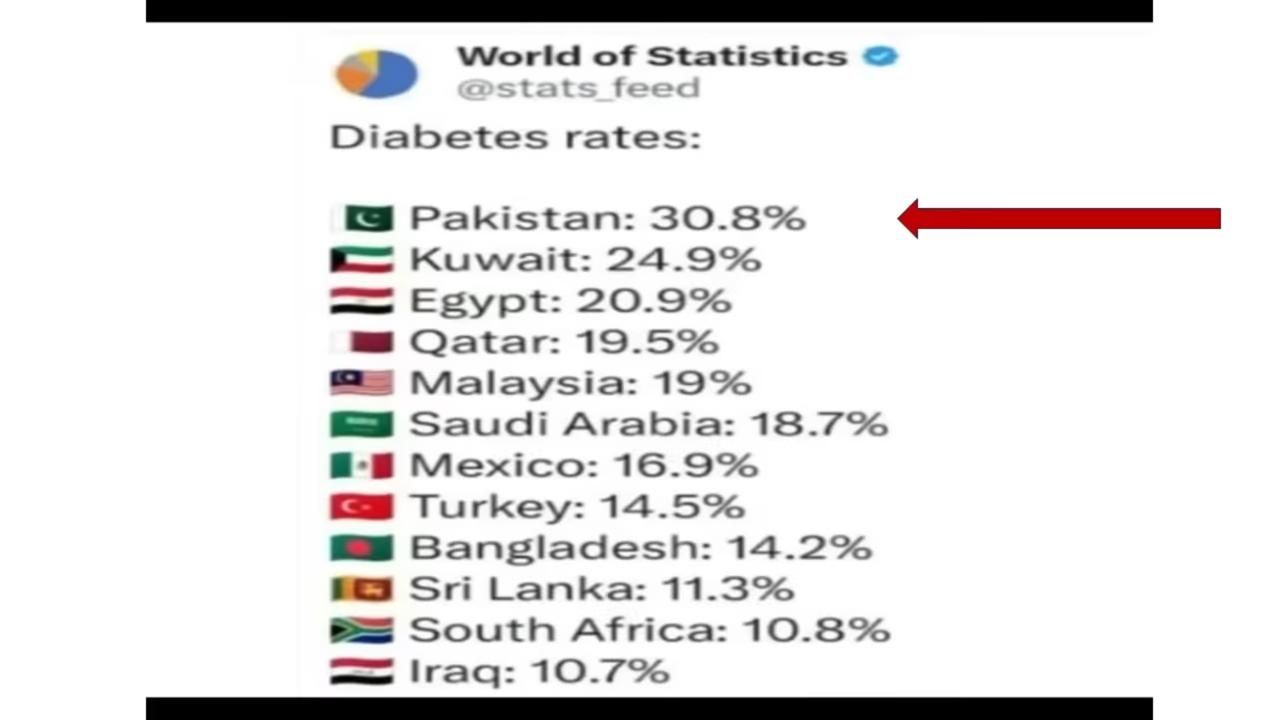 World of Statistics
@stats_feed
Diabetes rates:
Pakistan: 30.8%
Kuwait: 24.9%
Egypt: 20.9%
Qatar: 19.5%
Malaysia: 19%
Saudi Arabia: 18.7%
Mexico: 16.9%
Turkey: 14.5%
Bangladesh: 14.2%
Sri Lanka: 11.3%
South Africa: 10.8%
Iraq: 10.7%